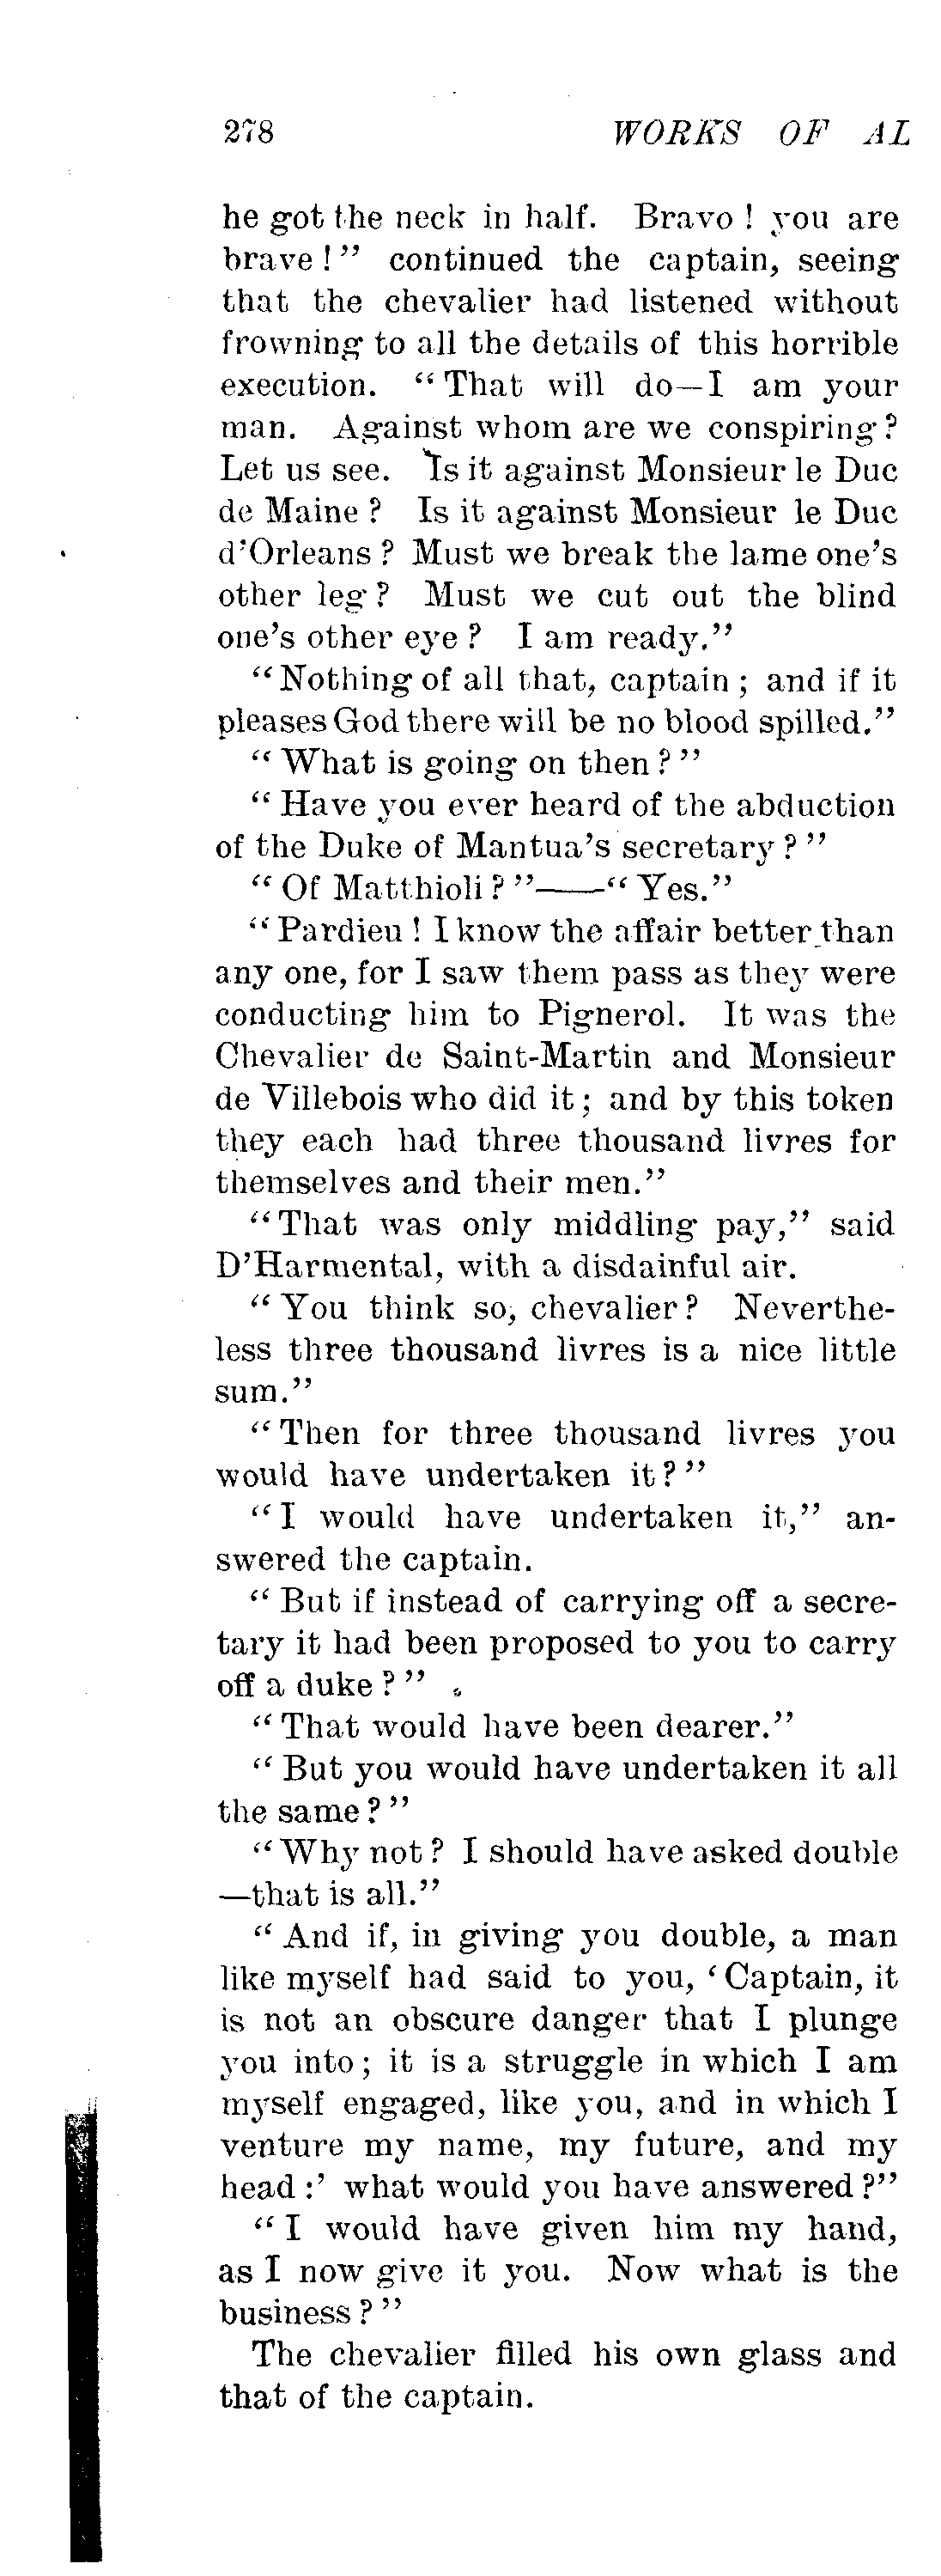 278 WORKS OF AL
he got the neck in half. Bravo ! you are
brave !” continued the captain, seeing
that the chevalier had listened without
frowning to all the details of this horrible
execution. “ That will do—I am your
man. Against whom are we conspiring ?
Let us see. Is it against Monsieur le Duc
de Maine ? Is it against Monsieur le Duc
d'Orleans ? Must we break the lame one's
other leg ? Must we cut out the blind
one's other eye ? I am ready.”
“ Nothing of all that, captain ; and if it
pleases God there will be no blood spilled.”
“ What is going on then ? ”
“ Have you ever heard of the abduction
of the Duke of Mantua's secretary ? ”
“ Of Matthioli ? ”——“ Yes.”
“ Pardieu ! I know the affair better than
any one, for I saw them pass as they were
conducting him to Pignerol. It was the
Chevalier de Saint-Martin and Monsieur
de Villebois who did it ; and by this token
they each had three thousand livres for
themselves and their men.”
“ That was only middling pay,” said
D'Harmental, with a disdainful air.
“ You think so, chevalier ? Neverthe-
less three thousand livres is a nice little
sum.”
“ Then for three thousand livres you
would have undertaken it ? ”
“ I would have undertaken it,” an-
swered the captain.
“ But if instead of carrying off a secre-
tary it had been proposed to you to carry
off a duke ? ”
“ That would have been dearer.”
“ But you would have undertaken it all
the same ? ”
“ Why not ? I should have asked double
—that is all.”
“ And if, in giving you double, a man
like myself had said to you, ‘ Captain, it
is not an obscure danger that I plunge
you into ; it is a struggle in which I am
myself engaged, like you, and in which I
venture my name, my future, and my
head :’ what would you have answered ?”
“ I would have given him my hand,
as I now give it you. Now what is the
business ? ”
The chevalier filled his own glass and
that of the captain.